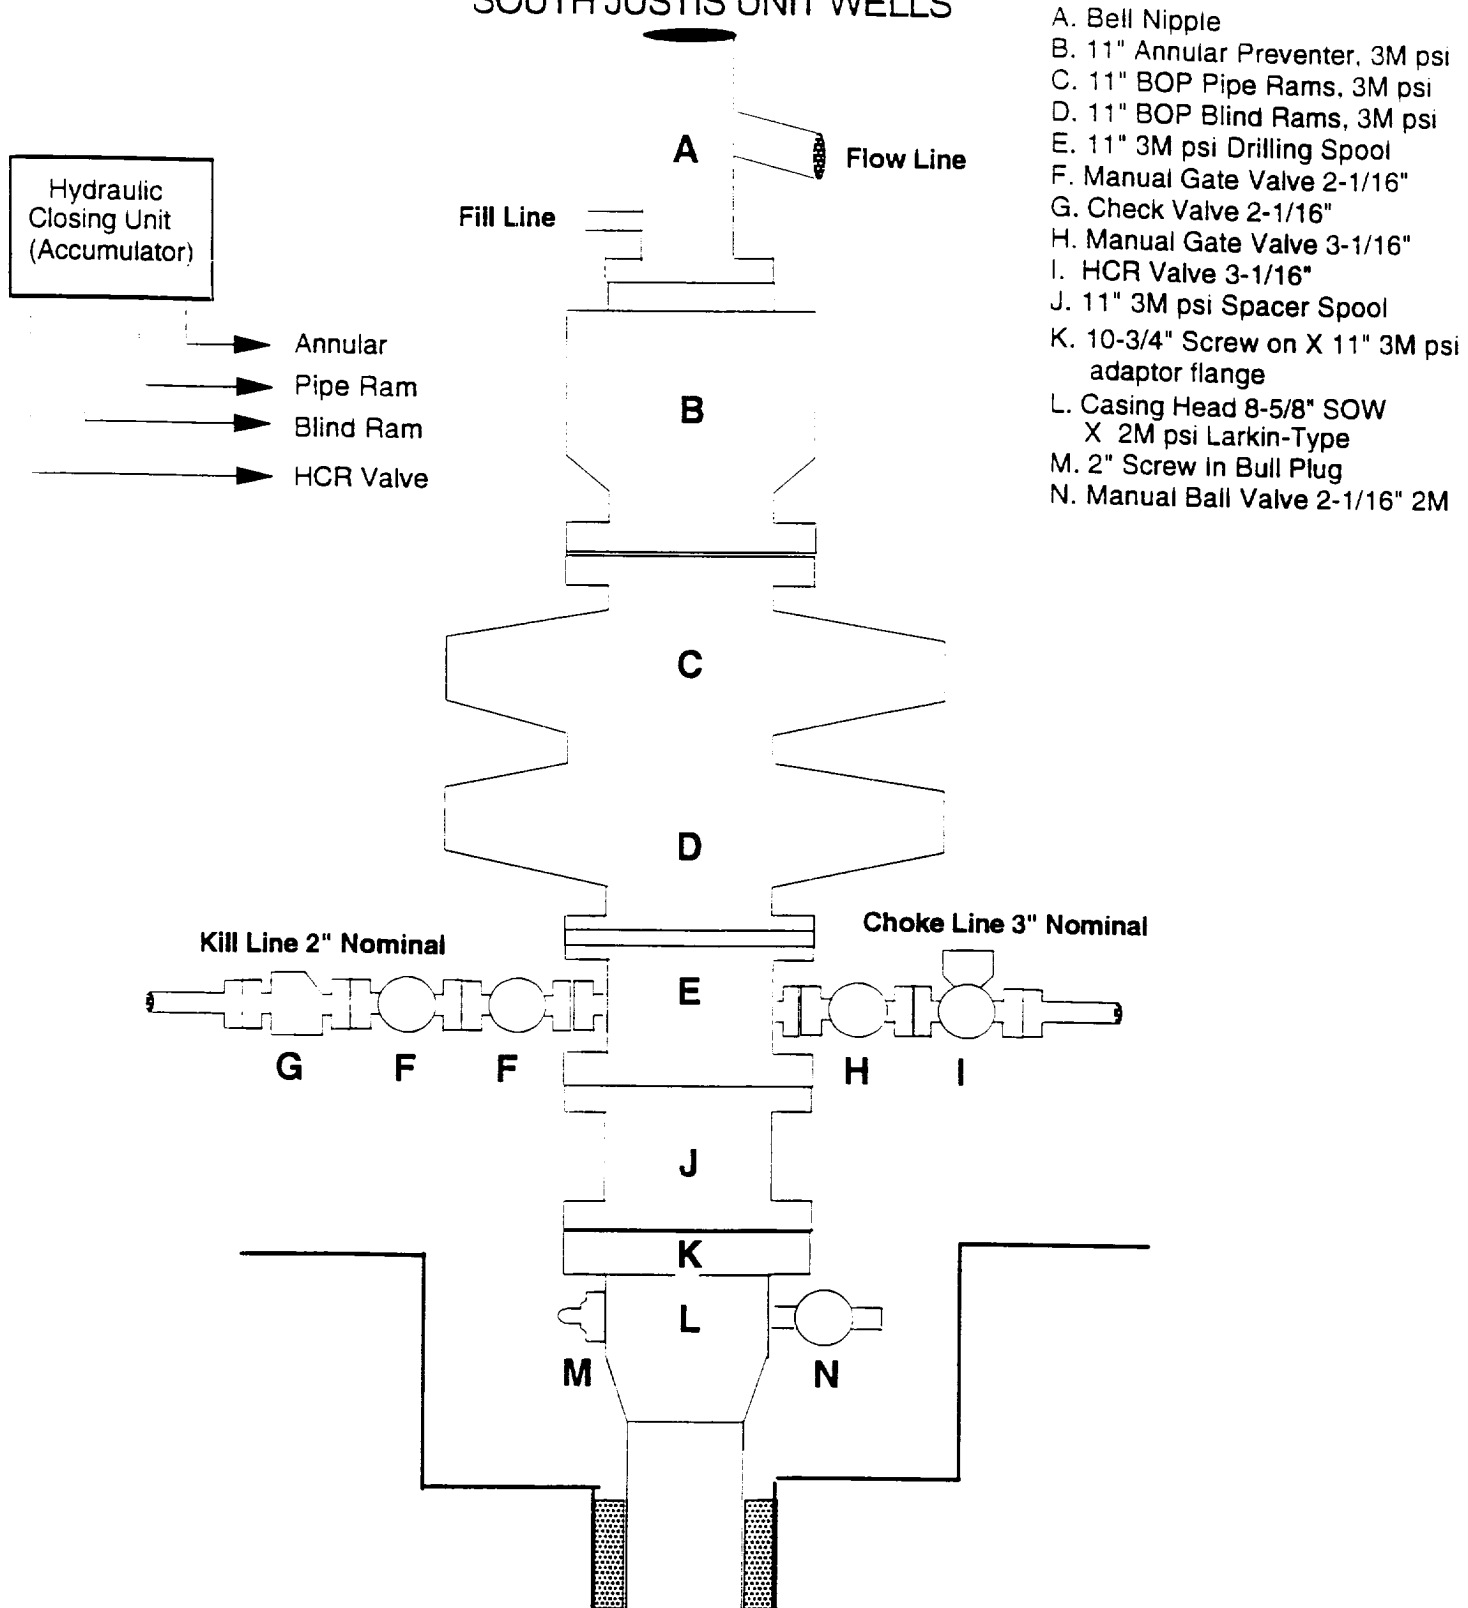 SOUTH JUSTIS UNIT WELLS
A. Bell Nipple
B. 11" Annular Preventer, 3M psi
C. 11" BOP Pipe Rams, 3M psi
D. 11" BOP Blind Rams, 3M psi
E. 11" 3M psi Drilling Spool
F. Manual Gate Valve 2-1/16"
G. Check Valve 2-1/16"
H. Manual Gate Valve 3-1/16"
I. HCR Valve 3-1/16"
J. 11" 3M psi Spacer Spool
K. 10-3/4" Screw on X 11" 3M psi
adaptor flange
L. Casing Head 8-5/8" SOW
X 2M psi Larkin-Type
M. 2" Screw in Bull Plug
N. Manual Ball Valve 2-1/16" 2M
Hydraulic
Closing Unit
(Accumulator)
Annular
Pipe Ram
Blind Ram
HCR Valve
A
Flow Line
Fill Line
B
C
D
Kill Line 2" Nominal
Choke Line 3" Nominal
E
G
F
F
H
I
J
K
L
M
N